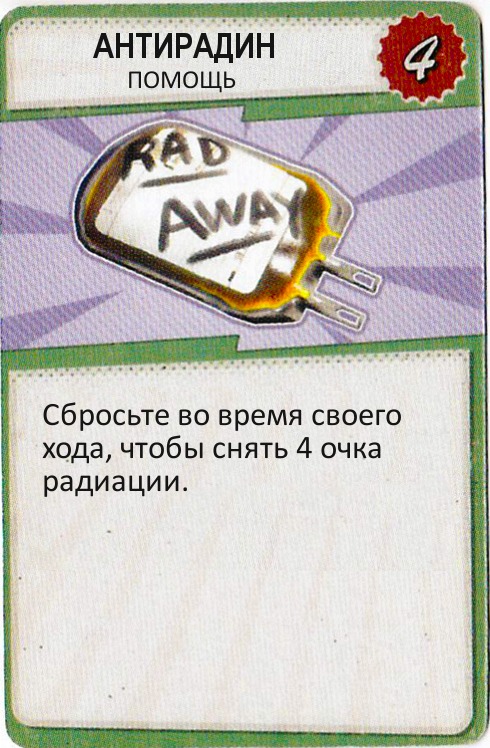 АНТИРАДИН
ПОМОЩЬ
4
RAD
AWAY
Сбросьте во время своего
хода, чтобы снять 4 очка
радиации.